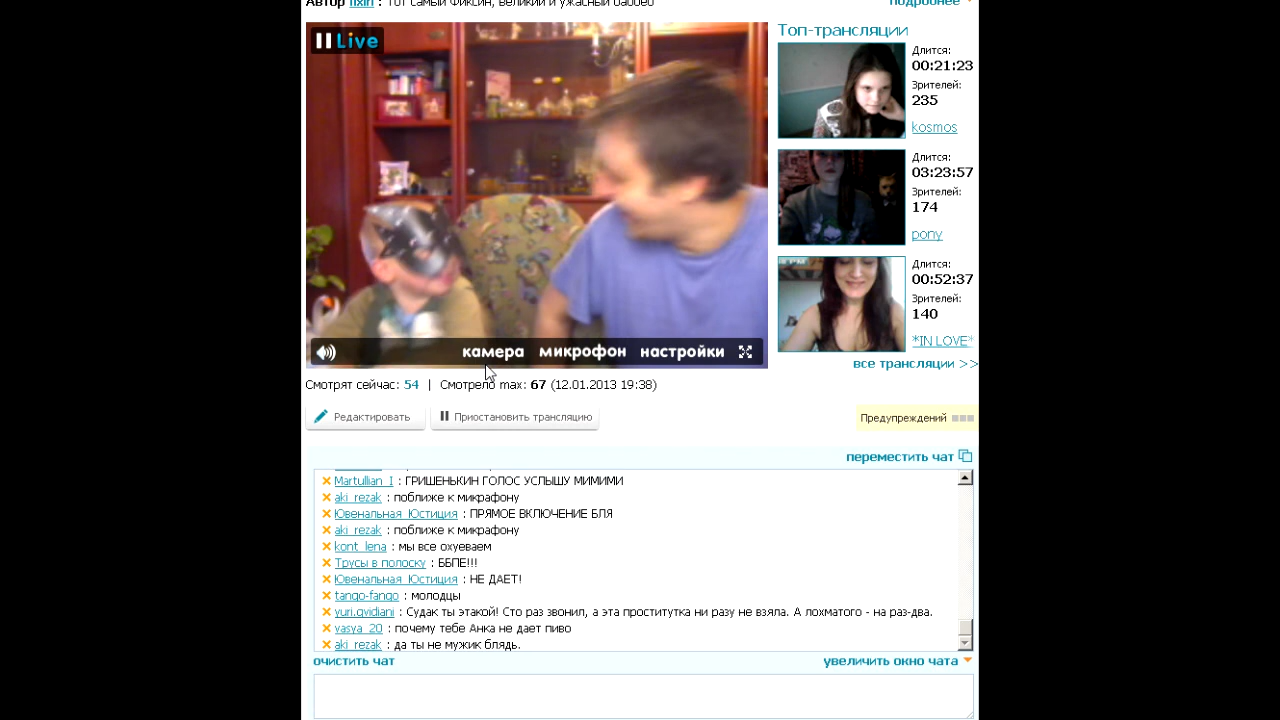 Автор fixin : Тот самый Фиксин, великий и ужасный
подробнее
Live
камера микрофон настройки
Смотрят сейчас: 54 | Смотрело max: 67 (12.01.2013 19:38)
Редактировать
Приостановить трансляцию
Предупреждений
Топ-трансляции
Длится:
00:21:23
Зрителей:
235
kosmos
Длится:
03:23:57
Зрителей:
174
pony
Длится:
00:52:37
Зрителей:
140
*IN LOVE*
все трансляции >>
переместить чат
Martullian_I : ГРИШЕНЬКИН ГОЛОС УСЛЫШУ МИМИМИ
aki_rezak : поближе к микрафону
Ювенальная_Юстиция : ПРЯМОЕ ВКЛЮЧЕНИЕ БЛЯ
aki_rezak : поближе к микрафону
kont_lena : мы все охуеваем
Трусы в полоску : ББПЕ!!!
Ювенальная_Юстиция : НЕ ДАЕТ!
tango-fango : молодцы
yuri.gvidiani : Судак ты этакой! Сто раз звонил, а эта проститутка ни разу не взяла. А лохматого - на раз-два.
vasya_20 : почему тебе Анка не дает пиво
aki_rezak : да ты не мужик блядь.
очистить чат
увеличить окно чата